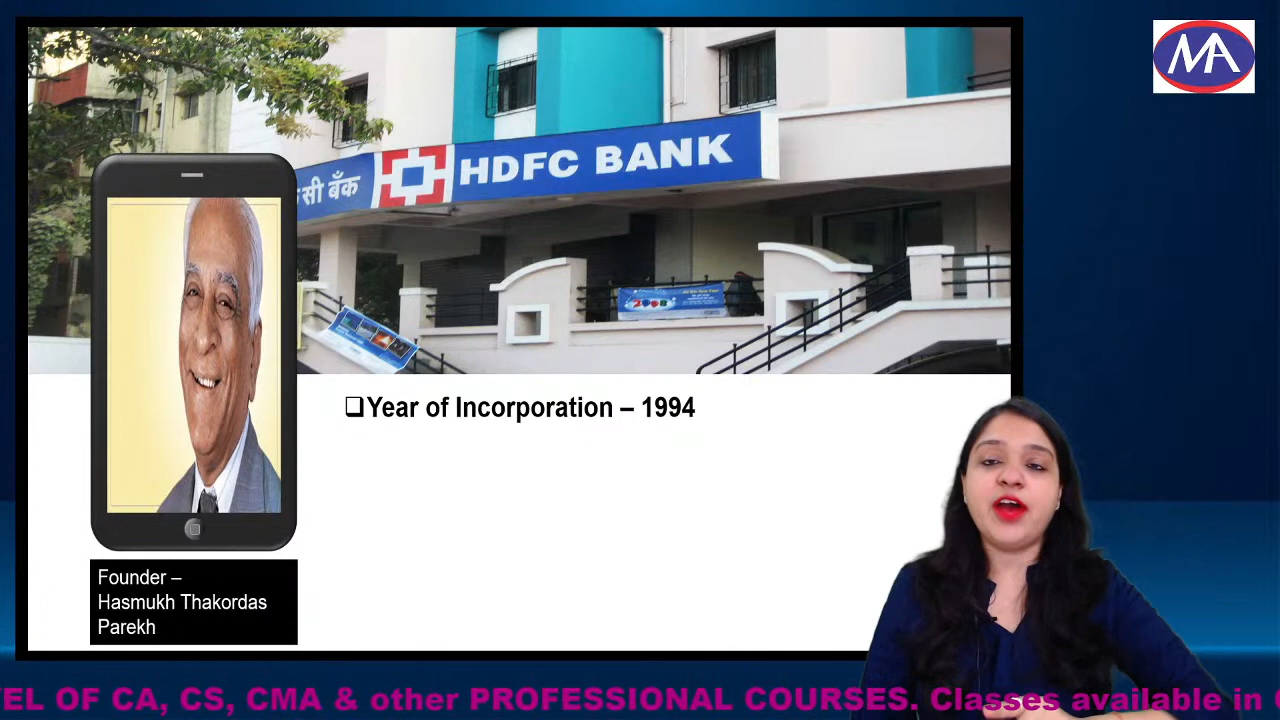 MA
सी बैंक HDFC BANK
2008
❑Year of Incorporation – 1994
Founder –
Hasmukh Thakordas
Parekh
EL OF CA, CS, CMA & other PROFESSIONAL COURSES. Classes available in